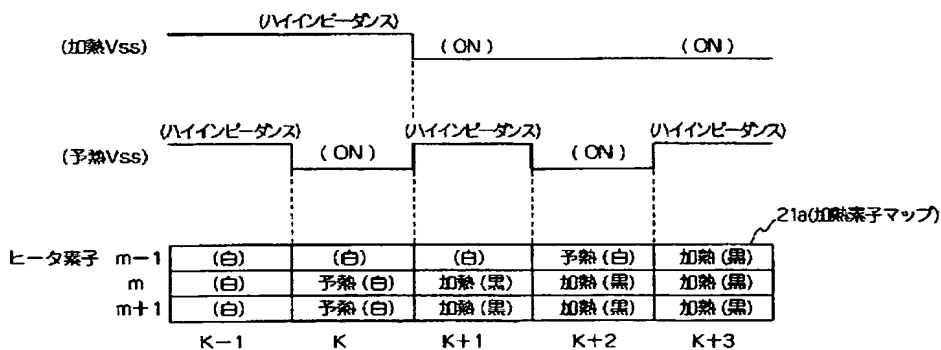 (ハイインピーダンス)
(加熱Vss) (ON) (ON)
(ハイインピーダンス) (ハイインピーダンス) (ハイインピーダンス)
(予熱Vss) (ON) (ON)
21a(加熱素子マップ)
ヒータ素子 m-1 (白) (白) (白) 予熱(白) 加熱(黒)
m (白) 予熱(白) 加熱(黒) 加熱(黒) 加熱(黒)
m+1 (白) 予熱(白) 加熱(黒) 加熱(黒) 加熱(黒)
K-1 K K+1 K+2 K+3